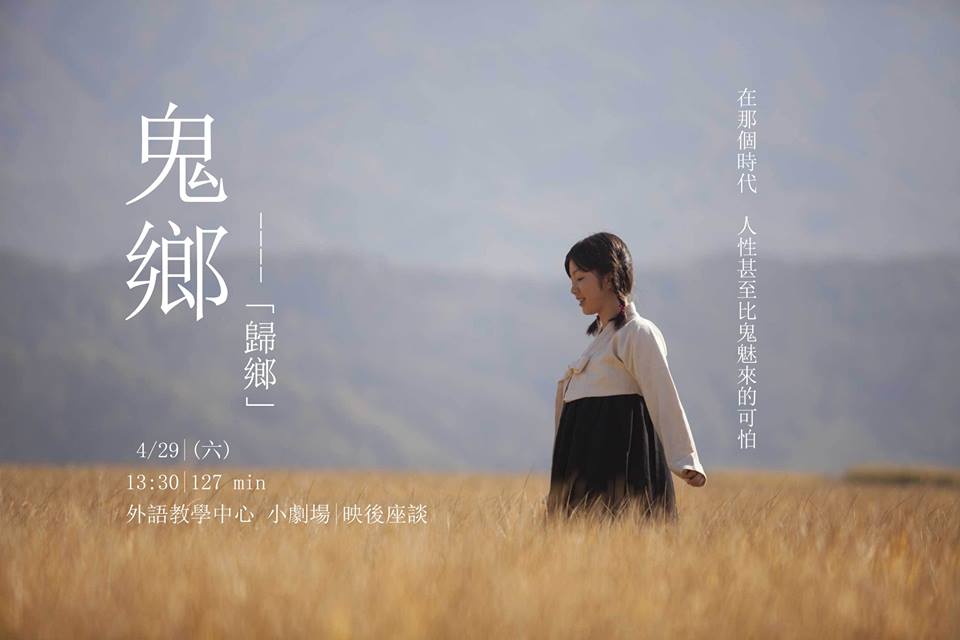 鬼鄉
「歸鄉」
4/29|(六)
13:30|127 min
外語教學中心 小劇場|映後座談
在那個時代 人性甚至比鬼魅來的可怕